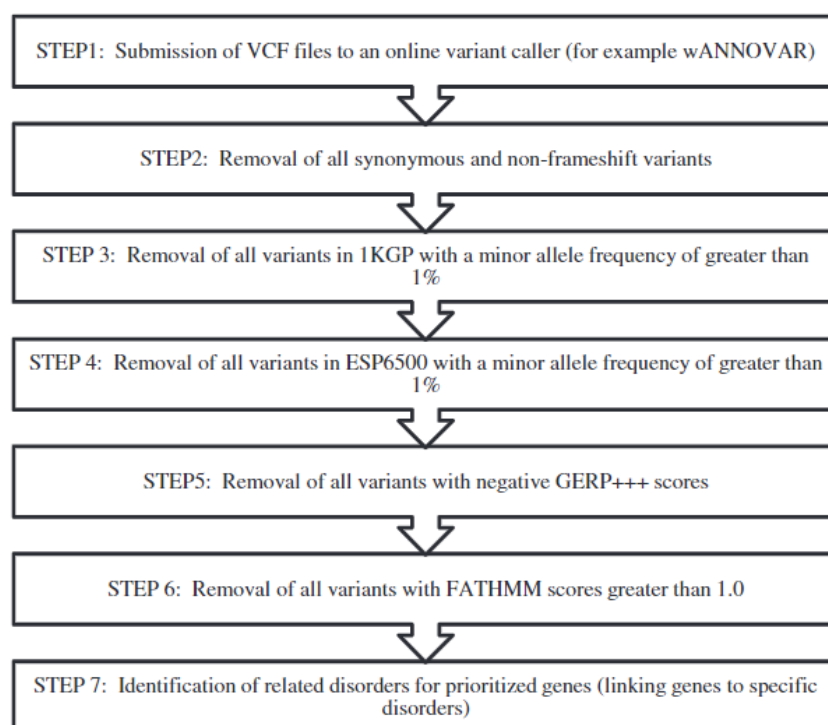 STEP1: Submission of VCF files to an online variant caller (for example wANNOVAR)
STEP2: Removal of all synonymous and non-frameshift variants
STEP 3: Removal of all variants in 1KGP with a minor allele frequency of greater than
1%
STEP 4: Removal of all variants in ESP6500 with a minor allele frequency of greater than
1%
STEP5: Removal of all variants with negative GERP+++ scores
STEP 6: Removal of all variants with FATHMM scores greater than 1.0
STEP 7: Identification of related disorders for prioritized genes (linking genes to specific
disorders)